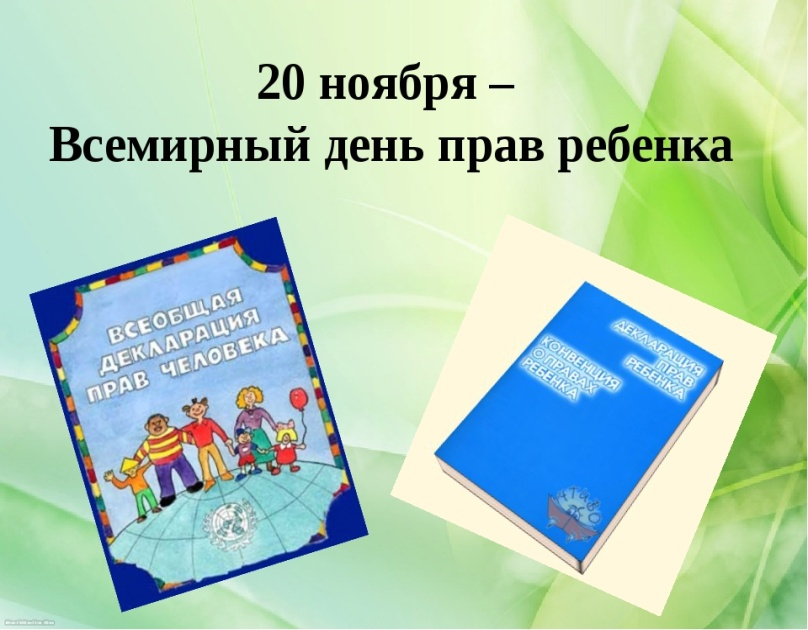 20 ноября –
Всемирный день прав ребенка
ВСЕОБЩАЯ
ДЕКЛАРАЦИЯ
ПРАВ ЧЕЛОВЕКА
КОНВЕНЦИЯ
О ПРАВАХ
РЕБЕНКА
ДЕКЛАРАЦИЯ
ПРАВ
РЕБЕНКА